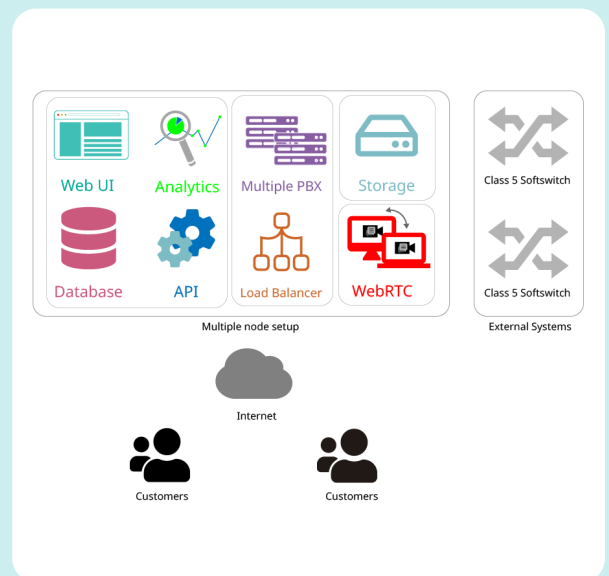 Web UI
Analytics
Multiple PBX
Storage
Class 5 Softswitch
Database
API
Load Balancer
WebRTC
Class 5 Softswitch
Multiple node setup
External Systems
Internet
Customers
Customers